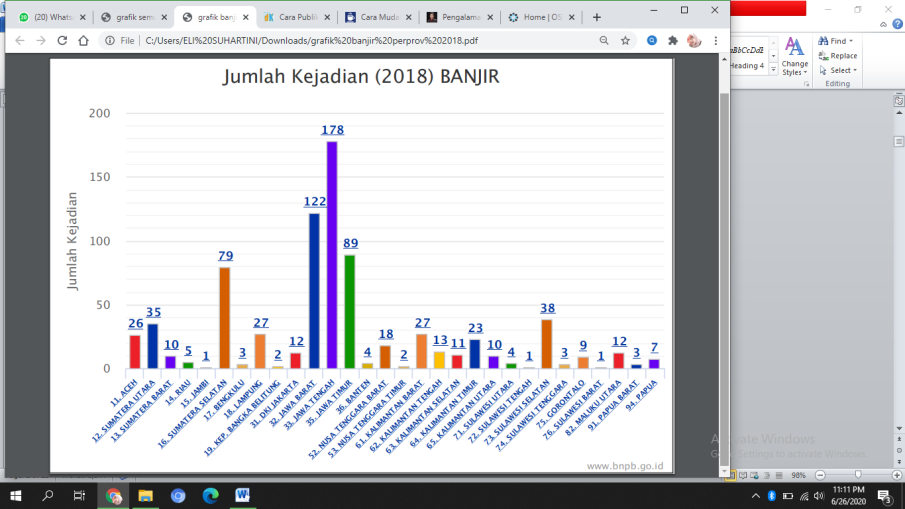 (20) Whats
grafik sem
grafik banj
Cara Publik
Cara Muda
Pengalama
Home | OS
File | C:/Users/ELI%20SUHARTINI/Downloads/grafik%20banjir%20perprov%202018.pdf
Heading 4
Change
Styles
Find
Replace
Select
Editing
Jumlah Kejadian (2018) BANJIR
Jumlah Kejadian
200
150
100
50
0
26
35
10
5
1
79
3
27
2
12
122
178
89
4
18
2
27
13
11
23
10
4
1
38
3
9
1
12
3
7
11. ACEH
12. SUMATERA UTARA
13. SUMATERA BARAT
14. RIAU
15. JAMBI
16. SUMATERA SELATAN
17. BENGKULU
18. LAMPUNG
19. KEP. BANGKA BELITUNG
31. DKI JAKARTA
32. JAWA BARAT
33. JAWA TENGAH
35. JAWA TIMUR
36. BANTEN
52. NUSA TENGGARA BARAT
53. NUSA TENGGARA TIMUR
61. KALIMANTAN BARAT
62. KALIMANTAN TENGAH
63. KALIMANTAN SELATAN
64. KALIMANTAN TIMUR
65. KALIMANTAN UTARA
71. SULAWESI UTARA
72. SULAWESI TENGAH
73. SULAWESI SELATAN
74. SULAWESI TENGGARA
75. GORONTALO
76. SULAWESI BARAT
82. MALIKU UTARA
91. PAPUA BARAT
94. PAPUA
www.bnpb.go.id
Activate Windows
Go to Settings to activate Windows.
98%
11:11 PM
6/26/2020
3